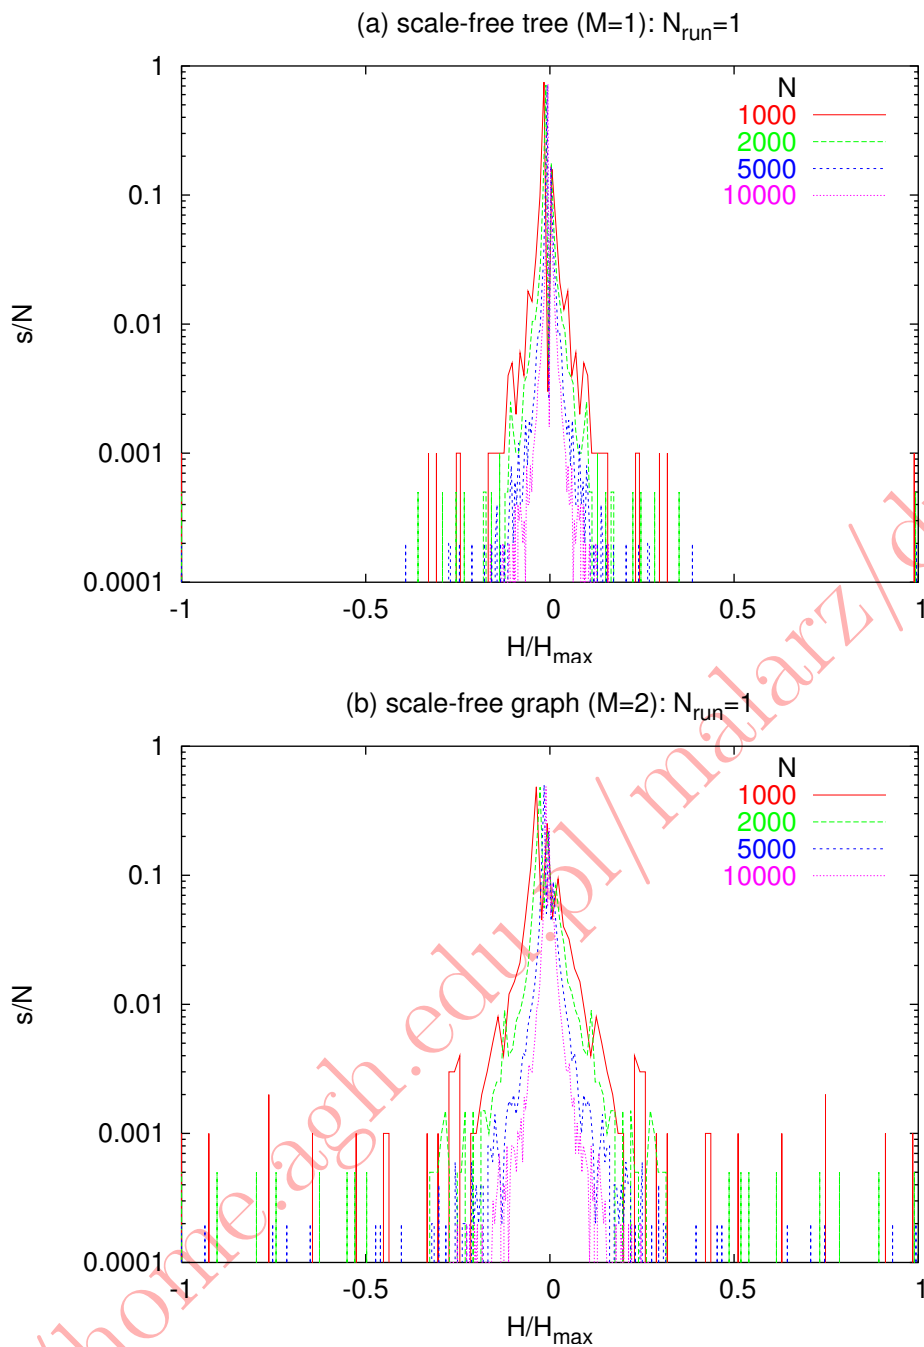 (a) scale-free tree (M=1): N_run=1
1
N
1000
2000
5000
10000
0.1
s/N
0.01
0.001
0.0001
-1 -0.5 0 0.5 1
H/H_max
(b) scale-free graph (M=2): N_run=1
1
N
1000
2000
5000
10000
0.1
s/N
0.01
0.001
0.0001
-1 -0.5 0 0.5 1
H/H_max
/home.agh.edu.pl/malarz/d